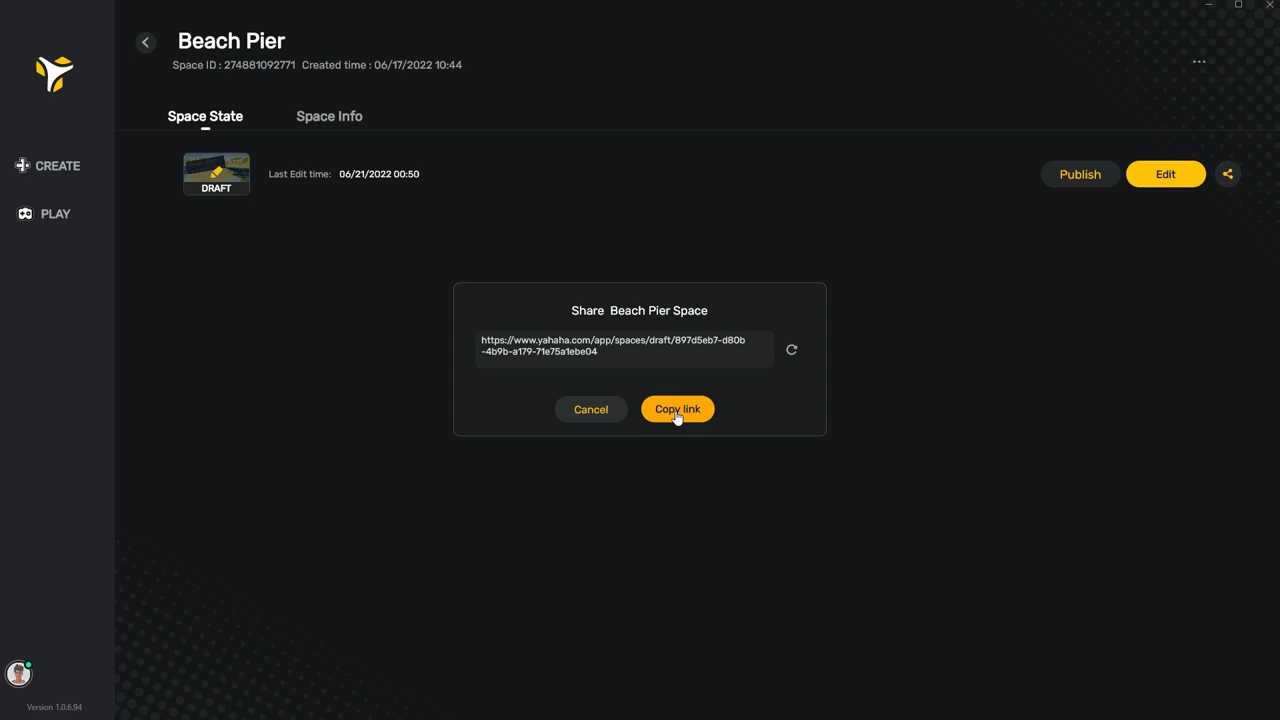 Beach Pier
Space ID : 274881092771 Created time : 06/17/2022 10:44
Space State
Space Info
CREATE
PLAY
DRAFT
Last Edit time: 06/21/2022 00:50
Publish
Edit
Share Beach Pier Space
https://www.yahaha.com/app/spaces/draft/897d5eb7-d80b
-4b9b-a179-71e75a1ebe04
Cancel
Copy link
Version 1.0.6.94